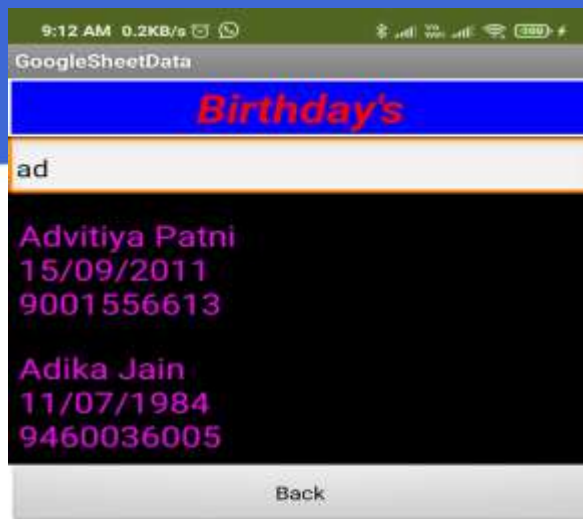 9:12 AM 0.2KB/s
GoogleSheetData
Birthday's
ad
Advitiya Patni
15/09/2011
9001556613
Adika Jain
11/07/1984
9460036005
Back